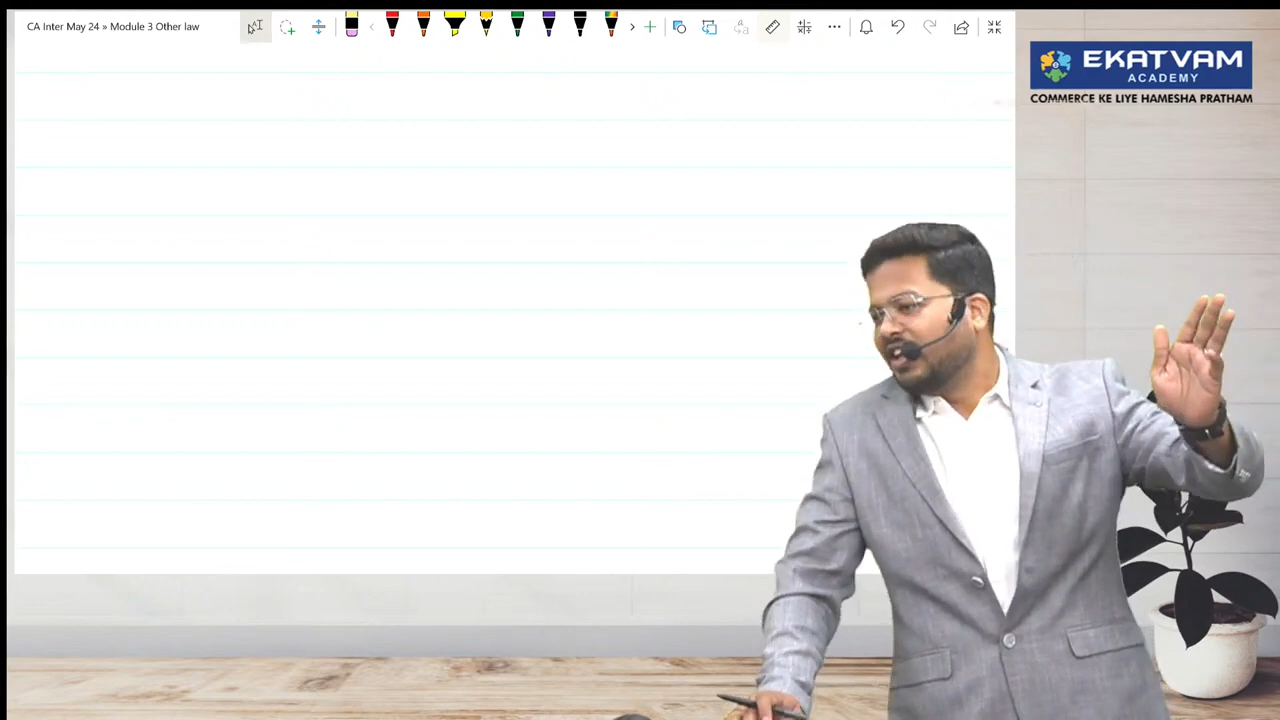 CA Inter May 24 » Module 3 Other law
EKATVAM
ACADEMY
COMMERCE KE LIYE HAMESHA PRATHAM